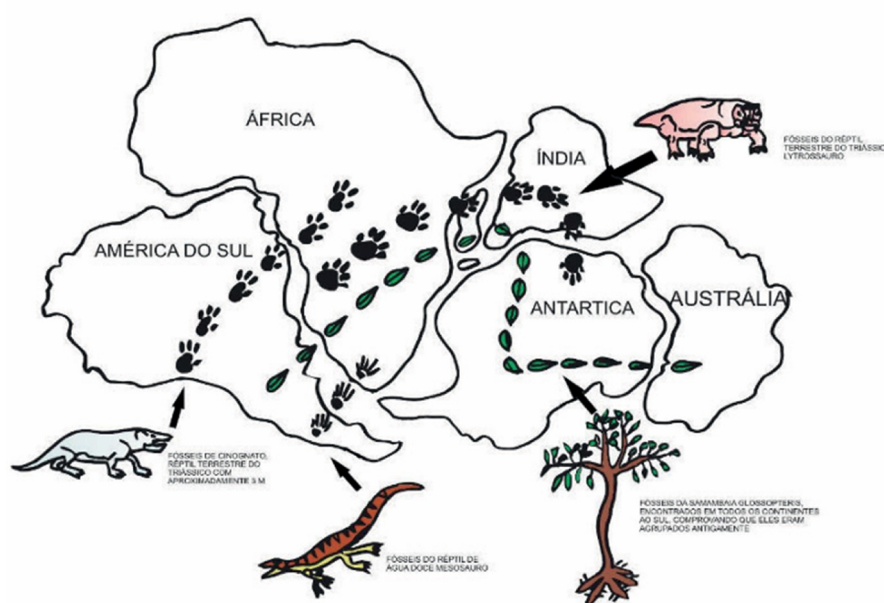 ÁFRICA
ÍNDIA
FÓSSEIS DO RÉPTIL
TERRESTRE DO TRIÁSSIC
LYTROSSAURO
AMÉRICA DO SUL
ANTARTICA
AUSTRÁLIA
FÓSSEIS DE CINOGNATO,
RÉPTIL TERRESTRE DO
TRIÁSSICO COM
APROXIMADAMENTE 3 M
FÓSSEIS DO RÉPTIL DE
ÁGUA DOCE MESOSAURO
FÓSSEIS DA SAMAMBAIA GLOSSOPTERIS,
ENCONTRADOS EM TODOS OS CONTINENTES
AO SUL, COMPROVANDO QUE ELES ERAM
AGRUPADOS ANTIGAMENTE